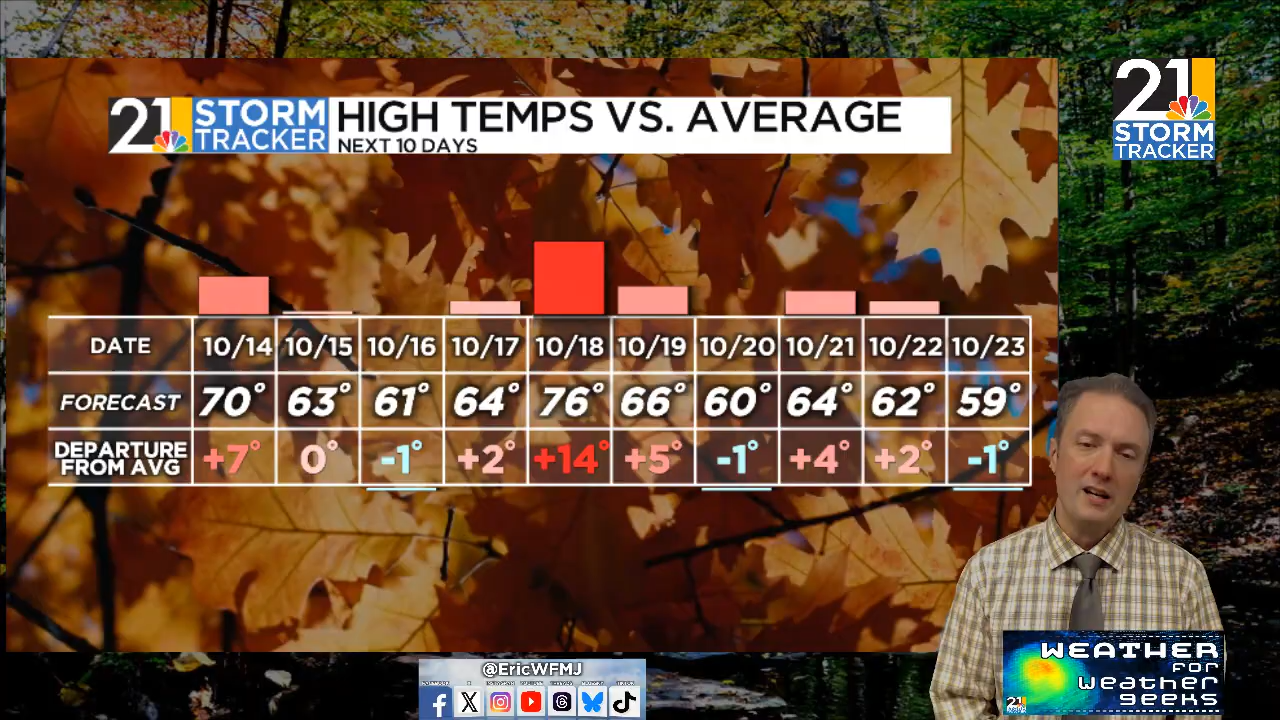 21 STORM TRACKER HIGH TEMPS VS. AVERAGE
NEXT 10 DAYS
21 STORM TRACKER
DATE 10/14 10/15 10/16 10/17 10/18 10/19 10/20 10/21 10/22 10/23
FORECAST 70° 63° 61° 64° 76° 66° 60° 64° 62° 59°
DEPARTURE FROM AVG +7° 0° -1° +2° +14° +5° -1° +4° +2° -1°
@EricWFMJ
WEATHER
FOR
WEATHER
GEEKS
21